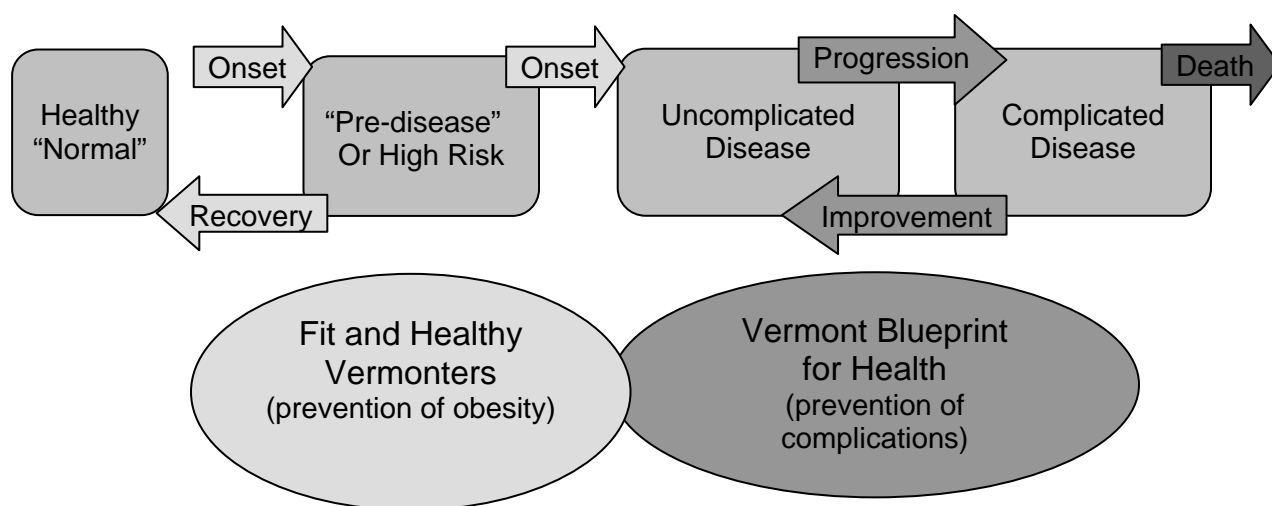 Onset
Onset
Progression
Death
Healthy
“Normal”
“Pre-disease”
Or High Risk
Uncomplicated
Disease
Complicated
Disease
Recovery
Improvement
Fit and Healthy
Vermonters
(prevention of obesity)
Vermont Blueprint
for Health
(prevention of
complications)